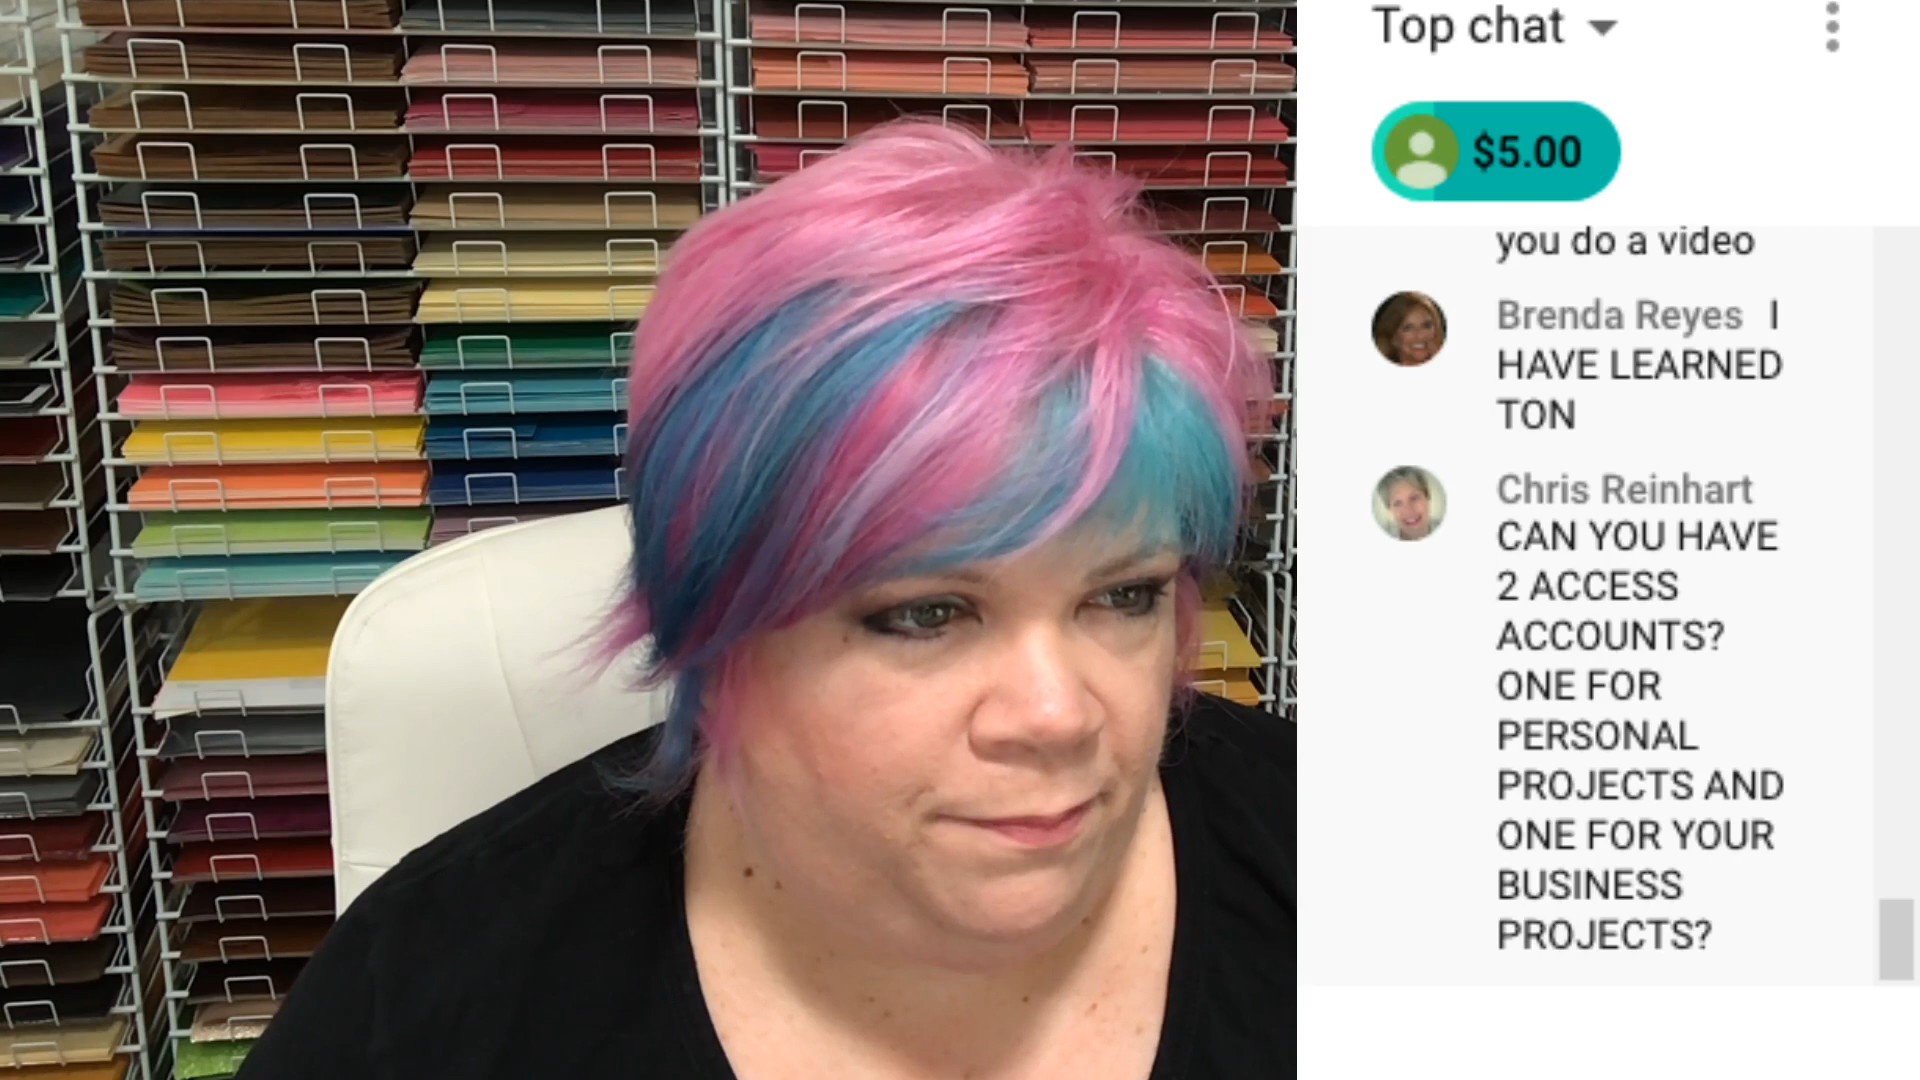 Top chat
$5.00
you do a video
Brenda Reyes I
HAVE LEARNED
TON
Chris Reinhart
CAN YOU HAVE
2 ACCESS
ACCOUNTS?
ONE FOR
PERSONAL
PROJECTS AND
ONE FOR YOUR
BUSINESS
PROJECTS?